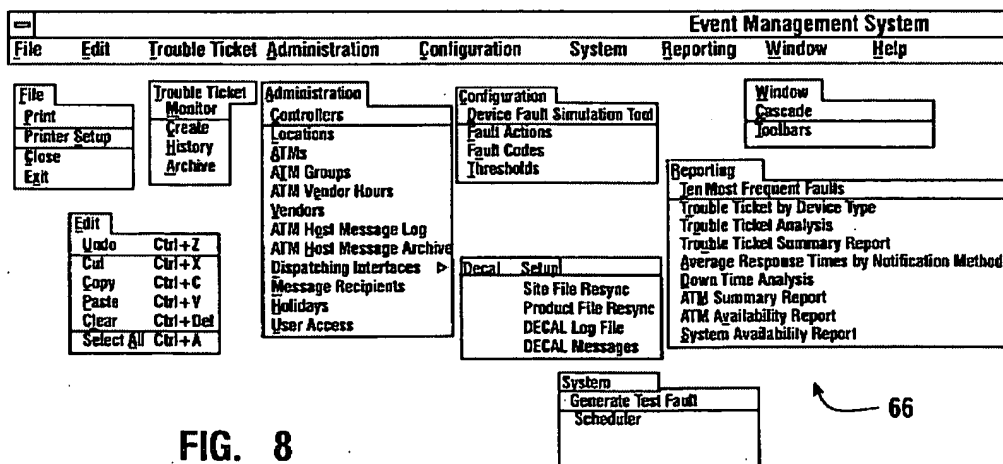 Event Management System
File Edit Trouble Ticket Administration Configuration System Reporting Window Help
File
Print
Printer Setup
Close
Exit
Trouble Ticket
Monitor
Create
History
Archive
Administration
Controllers
Locations
ATMs
ATM Groups
ATM Vendor Hours
Vendors
ATM Host Message Log
ATM Host Message Archive
Dispatching Interfaces
Message Recipients
Holidays
User Access
Configuration
Device Fault Simulation Tool
Fault Actions
Fault Codes
Thresholds
Window
Cascade
Toolbars
Reporting
Ten Most Frequent Faults
Trouble Ticket by Device Type
Trouble Ticket Analysis
Trouble Ticket Summary Report
Average Response Times by Notification Method
Down Time Analysis
ATM Summary Report
ATM Availability Report
System Availability Report
Edit
Undo Ctrl+Z
Cut Ctrl+X
Copy Ctrl+C
Paste Ctrl+V
Clear Ctrl+Del
Select All Ctrl+A
Decal Setup
Site File Resync
Product File Resync
DECAL Log File
DECAL Messages
System
Generate Test Fault
Scheduler
66
FIG. 8